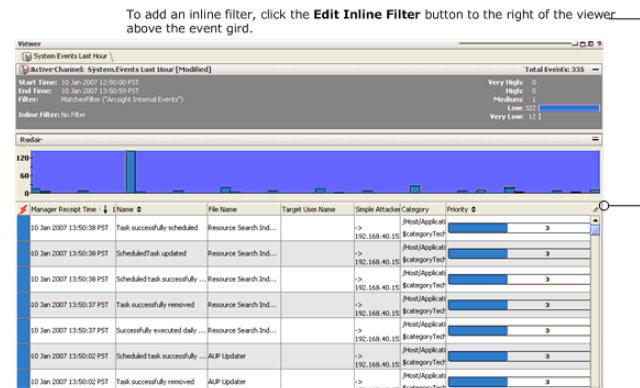 To add an inline filter, click the Edit Inline Filter button to the right of the viewer
above the event gird.
Viewer
System Events Last Hour
Active Channel: System Events Last Hour [Modified] Total Events: 335
Start Time: 10 Jan 2007 12:50:00 PST Very High: 0
End Time: 10 Jan 2007 13:50:59 PST High: 0
Filter: MatchesFilter ("Arcsight Internal Events") Medium: 1
Low: 322
Inline Filter: No Filter Very Low: 12
Radar
120
60
0
Manager Receipt Time 1 Name File Name Target User Name Simple Attacker Category Priority
10 Jan 2007 13:50:38 PST Task successfully scheduled Resource Search Ind... -> 192.168.40.15 /Host/Applicati $categoryTech 3
10 Jan 2007 13:50:38 PST ScheduledTask updated Resource Search Ind... -> 192.168.40.15 /Host/Applicati $categoryTech 3
10 Jan 2007 13:50:38 PST Scheduled task successfully ... Resource Search Ind... -> 192.168.40.15 /Host/Applicati $categoryTech 3
10 Jan 2007 13:50:37 PST Task successfully removed Resource Search Ind... -> 192.168.40.15 /Host/Applicati $categoryTech 3
10 Jan 2007 13:50:37 PST Successfully executed daily ... Resource Search Ind... -> 192.168.40.15 /Host/Applicati $categoryTech 3
10 Jan 2007 13:50:02 PST Scheduled task successfully ... AUP Updater -> 192.168.40.15 /Host/Applicati $categoryTech 3
10 Jan 2007 13:50:02 PST Task successfully removed AUP Updater -> /Host/Applicati 3